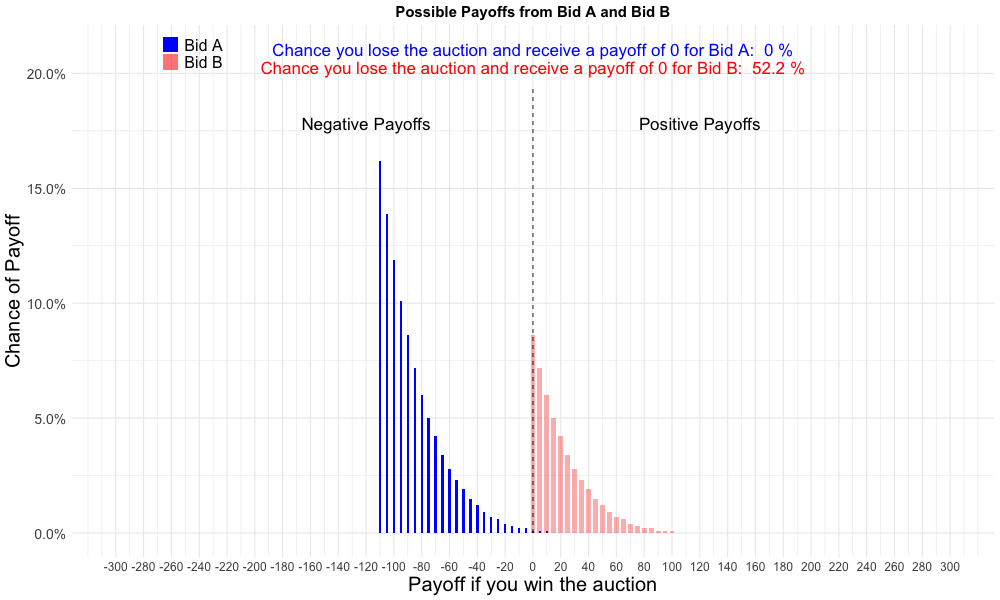 Possible Payoffs from Bid A and Bid B
Bid A
Bid B
Chance you lose the auction and receive a payoff of 0 for Bid A:  0 %
Chance you lose the auction and receive a payoff of 0 for Bid B:  52.2 %
Negative Payoffs
Positive Payoffs
Chance of Payoff
20.0%
15.0%
10.0%
5.0%
0.0%
-300 -280 -260 -240 -220 -200 -180 -160 -140 -120 -100 -80 -60 -40 -20 0 20 40 60 80 100 120 140 160 180 200 220 240 260 280 300
Payoff if you win the auction